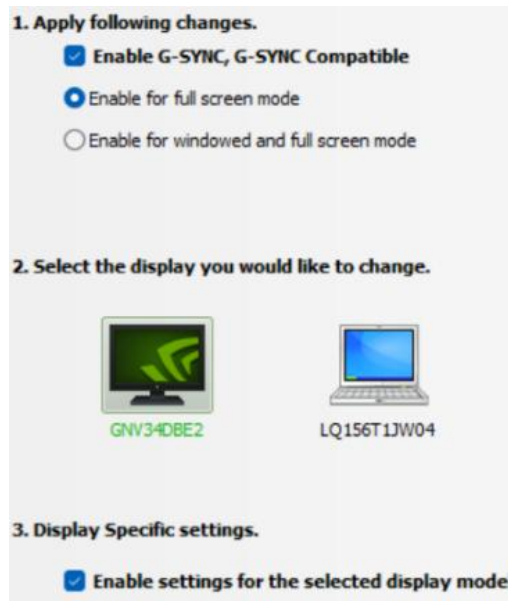 1. Apply following changes.
Enable G-SYNC, G-SYNC Compatible
Enable for full screen mode
Enable for windowed and full screen mode
2. Select the display you would like to change.
GNV34DBE2
LQ156T1JW04
3. Display Specific settings.
Enable settings for the selected display mode